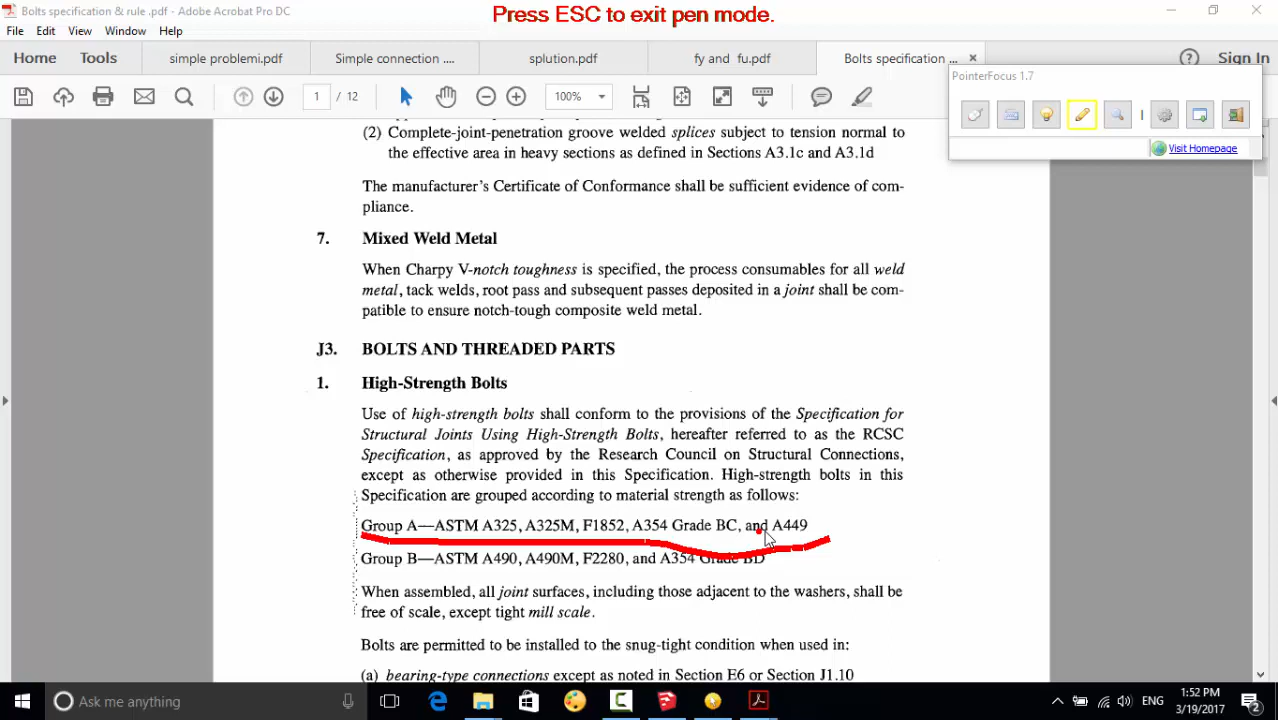 Bolts specification & rule .pdf - Adobe Acrobat Pro DC
Press ESC to exit pen mode.
File Edit View Window Help
Home Tools simple problemi.pdf Simple connection .... splution.pdf fy and fu.pdf Bolts specification ... × Sign In
PointerFocus 1.7
1 / 12 100%
Visit Homepage
(2) Complete-joint-penetration groove welded splices subject to tension normal to
the effective area in heavy sections as defined in Sections A3.1c and A3.1d
The manufacturer's Certificate of Conformance shall be sufficient evidence of com-
pliance.
7. Mixed Weld Metal
When Charpy V-notch toughness is specified, the process consumables for all weld
metal, tack welds, root pass and subsequent passes deposited in a joint shall be com-
patible to ensure notch-tough composite weld metal.
J3. BOLTS AND THREADED PARTS
1. High-Strength Bolts
Use of high-strength bolts shall conform to the provisions of the Specification for
Structural Joints Using High-Strength Bolts, hereafter referred to as the RCSC
Specification, as approved by the Research Council on Structural Connections,
except as otherwise provided in this Specification. High-strength bolts in this
Specification are grouped according to material strength as follows:
Group A—ASTM A325, A325M, F1852, A354 Grade BC, and A449
Group B—ASTM A490, A490M, F2280, and A354 Grade BD
When assembled, all joint surfaces, including those adjacent to the washers, shall be
free of scale, except tight mill scale.
Bolts are permitted to be installed to the snug-tight condition when used in:
(a) bearing-type connections except as noted in Section E6 or Section J1.10
Ask me anything
ENG
1:52 PM
3/19/2017
2